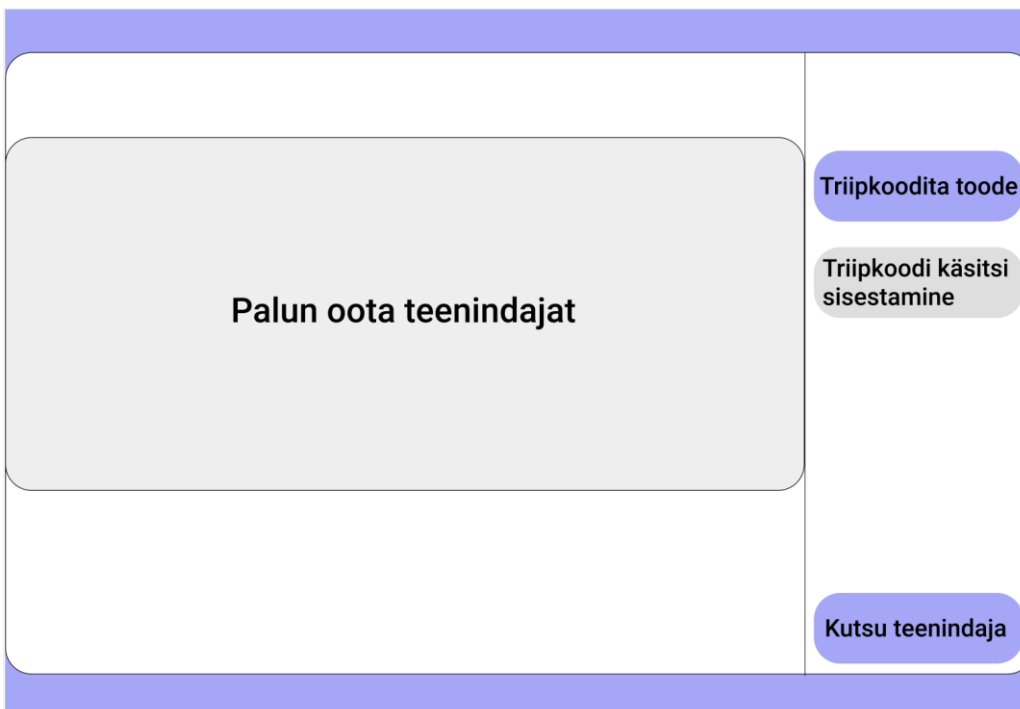 Triipkoodita toode
Triipkoodi käsitsi
sisestamine
Palun oota teenindajat
Kutsu teenindaja